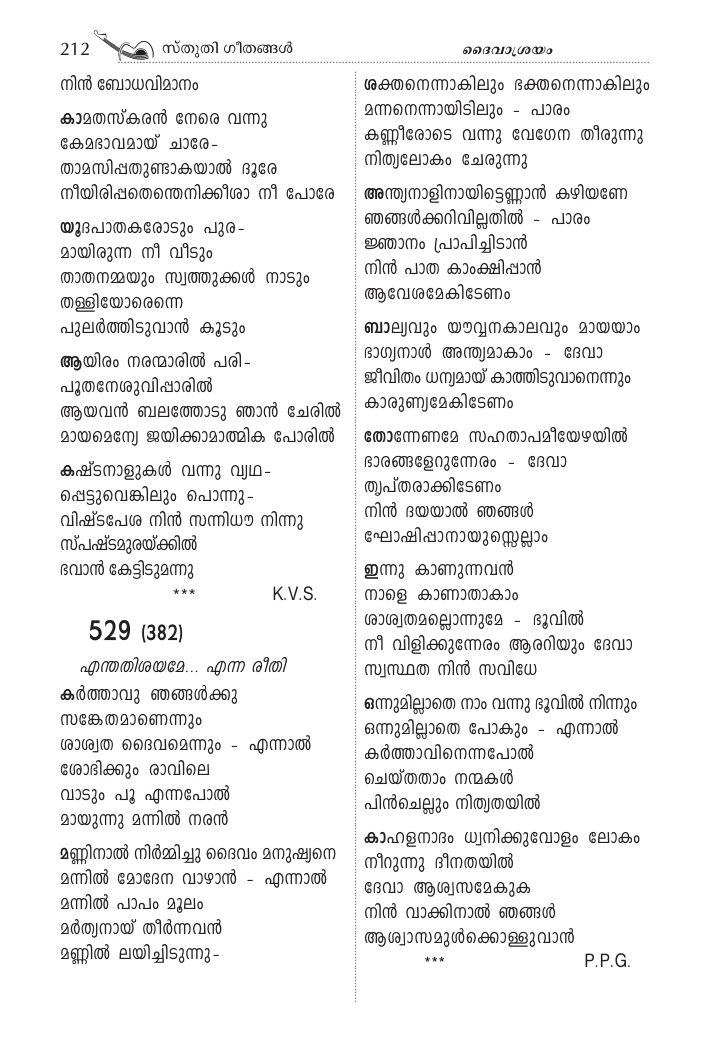 212 സ്തുതി ഗീതങ്ങൾ ദൈവാശ്രയം
നിൻ ബോധവിമാനം
കാമതസ്കരൻ നേരെ വന്നു
കേമഭാവമായ് ചാരേ-
താമസിപ്പതുണ്ടാകയാൽ ദൂരേ
നീയിരിപ്പതെന്തെനിക്കീശാ നീ പോരേ
യൂദപാതകരോടും പുര-
മായിരുന്ന നീ വീടും
താതനമ്മയും സ്വത്തുക്കൾ നാടും
തള്ളിയോരെന്നെ
പുലർത്തിടുവാൻ കൂടും
ആയിരം നരന്മാരിൽ പരി-
പൂതനേശുവിപ്പാരിൽ
ആയവൻ ബലത്തോടു ഞാൻ ചേരിൽ
മായമെന്യേ ജയിക്കാമാത്മിക പോരിൽ
കഷ്ടനാളുകൾ വന്നു വ്യഥ-
പ്പെട്ടുവെങ്കിലും പൊന്നു-
വിഷ്ടപേശ നിൻ സന്നിധൗ നിന്നു
സ്പഷ്ടമുരയ്ക്കിൽ
ഭവാൻ കേട്ടിടുമന്നു
*** K.V.S.
529 (382)
എന്തതിശയമേ... എന്ന രീതി
കർത്താവു ഞങ്ങൾക്കു
സങ്കേതമാണെന്നും
ശാശ്വത ദൈവമെന്നും - എന്നാൽ
ശോഭിക്കും രാവിലെ
വാടും പൂ എന്നപോൽ
മായുന്നു മന്നിൽ നരൻ
മണ്ണിനാൽ നിർമ്മിച്ചു ദൈവം മനുഷ്യനെ
മന്നിൽ മോദേന വാഴാൻ - എന്നാൽ
മന്നിൽ പാപം മൂലം
മർത്യനായ് തീർന്നവൻ
മണ്ണിൽ ലയിച്ചിടുന്നു-
ശക്തനെന്നാകിലും ഭക്തനെന്നാകിലും
മന്നനെന്നായിടിലും - പാരം
കണ്ണീരോടെ വന്നു വേഗേന തീരുന്നു
നിത്യലോകം ചേരുന്നു
അന്ത്യനാളിനായിട്ടെണ്ണാൻ കഴിയണേ
ഞങ്ങൾക്കറിവില്ലതിൽ - പാരം
ജ്ഞാനം പ്രാപിച്ചിടാൻ
നിൻ പാത കാംക്ഷിപ്പാൻ
ആവേശമേകിടേണം
ബാല്യവും യൗവ്വനകാലവും മായയാം
ഭാഗ്യനാൾ അന്ത്യമാകാം - ദേവാ
ജീവിതം ധന്യമായ് കാത്തിടുവാനെന്നും
കാരുണ്യമേകിടേണം
തോന്നേണമേ സഹതാപമീയേഴയിൽ
ഭാരങ്ങളേറുന്നേരം - ദേവാ
തൃപ്തരാക്കിടേണം
നിൻ ദയയാൽ ഞങ്ങൾ
ഘോഷിപ്പാനായുസ്സെല്ലാം
ഇന്നു കാണുന്നവൻ
നാളെ കാണാതാകാം
ശാശ്വതമല്ലൊന്നുമേ - ഭൂവിൽ
നീ വിളിക്കുന്നേരം ആരറിയും ദേവാ
സ്വസ്ഥത നിൻ സവിധേ
ഒന്നുമില്ലാതെ നാം വന്നു ഭൂവിൽ നിന്നും
ഒന്നുമില്ലാതെ പോകും - എന്നാൽ
കർത്താവിനെന്നപോൽ
ചെയ്തതാം നന്മകൾ
പിൻചെല്ലും നിത്യതയിൽ
കാഹളനാദം ധ്വനിക്കുവോളം ലോകം
നീറുന്നു ദീനതയിൽ
ദേവാ ആശ്വസമേകുക
നിൻ വാക്കിനാൽ ഞങ്ങൾ
ആശ്വാസമുൾക്കൊള്ളുവാൻ
*** P.P.G.